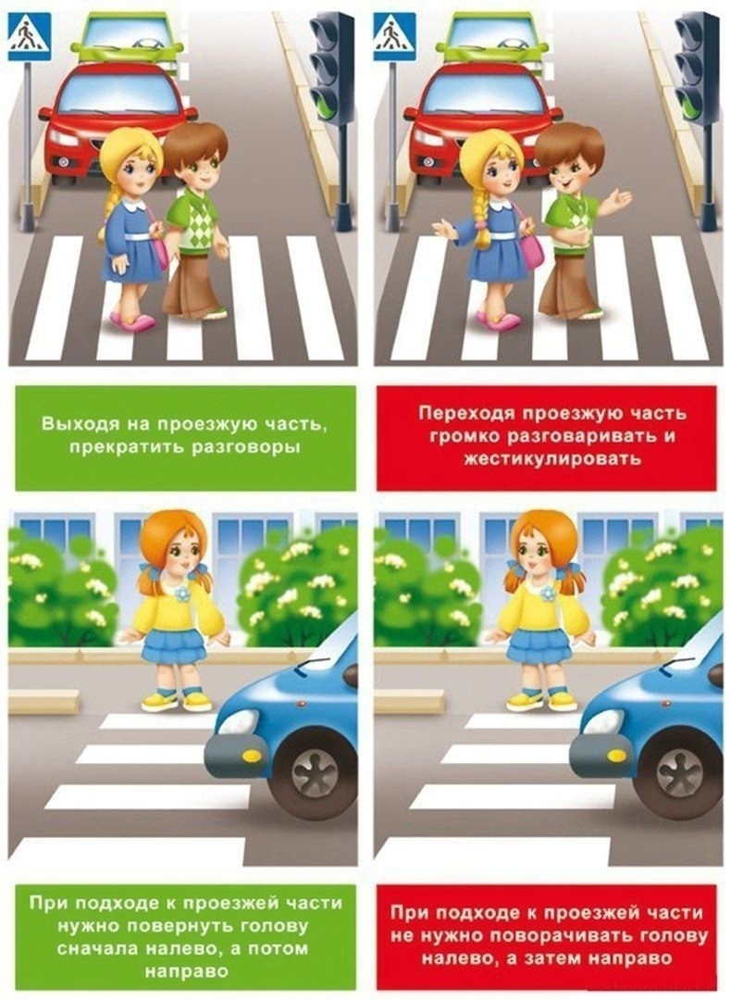 Выходя на проезжую часть,
прекратить разговоры
Переходя проезжую часть
громко разговаривать и
жестикулировать
При подходе к проезжей части
нужно повернуть голову
сначала налево, а потом
направо
При подходе к проезжей части
не нужно поворачивать голову
налево, а затем направо